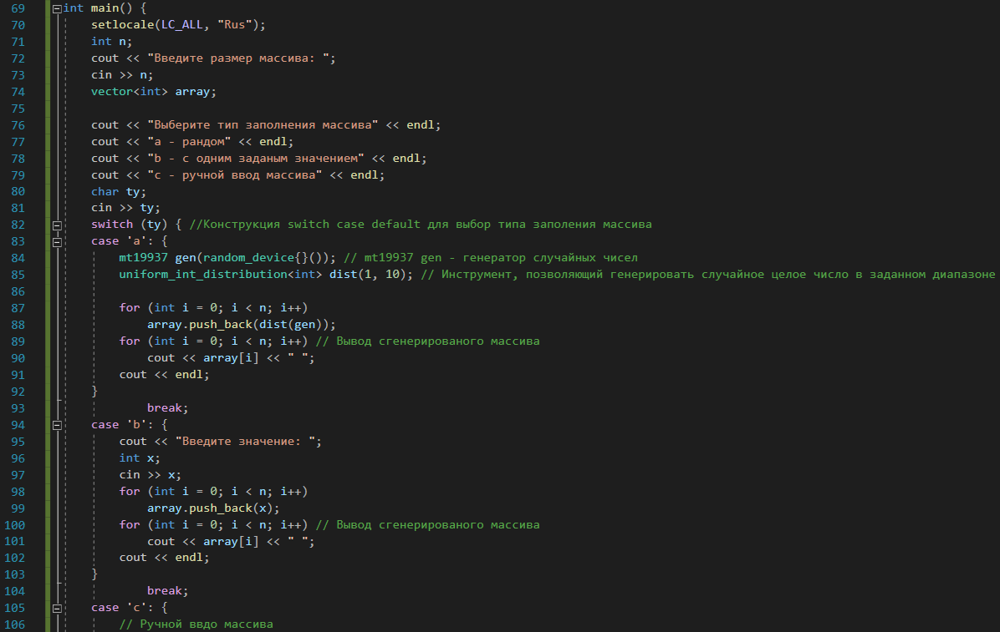 69 int main() {
70 setlocale(LC_ALL, "Rus");
71 int n;
72 cout << "Введите размер массива: ";
73 cin >> n;
74 vector<int> array;
75
76 cout << "Выберите тип заполнения массива" << endl;
77 cout << "a - рандом" << endl;
78 cout << "b - с одним заданым значением" << endl;
79 cout << "c - ручной ввод массива" << endl;
80 char ty;
81 cin >> ty;
82 switch (ty) { //Конструкция switch case default для выбор типа заполения массива
83 case 'a': {
84 mt19937 gen(random_device{}()); // mt19937 gen - генератор случайных чисел
85 uniform_int_distribution<int> dist(1, 10); // Инструмент, позволяющий генерировать случайное целое число в заданном диапазоне
86
87 for (int i = 0; i < n; i++)
88 array.push_back(dist(gen));
89 for (int i = 0; i < n; i++) // Вывод сгенерированого массива
90 cout << array[i] << " ";
91 cout << endl;
92 }
93 break;
94 case 'b': {
95 cout << "Введите значение: ";
96 int x;
97 cin >> x;
98 for (int i = 0; i < n; i++)
99 array.push_back(x);
100 for (int i = 0; i < n; i++) // Вывод сгенерированого массива
101 cout << array[i] << " ";
102 cout << endl;
103 }
104 break;
105 case 'c': {
106 // Ручной ввдо массива